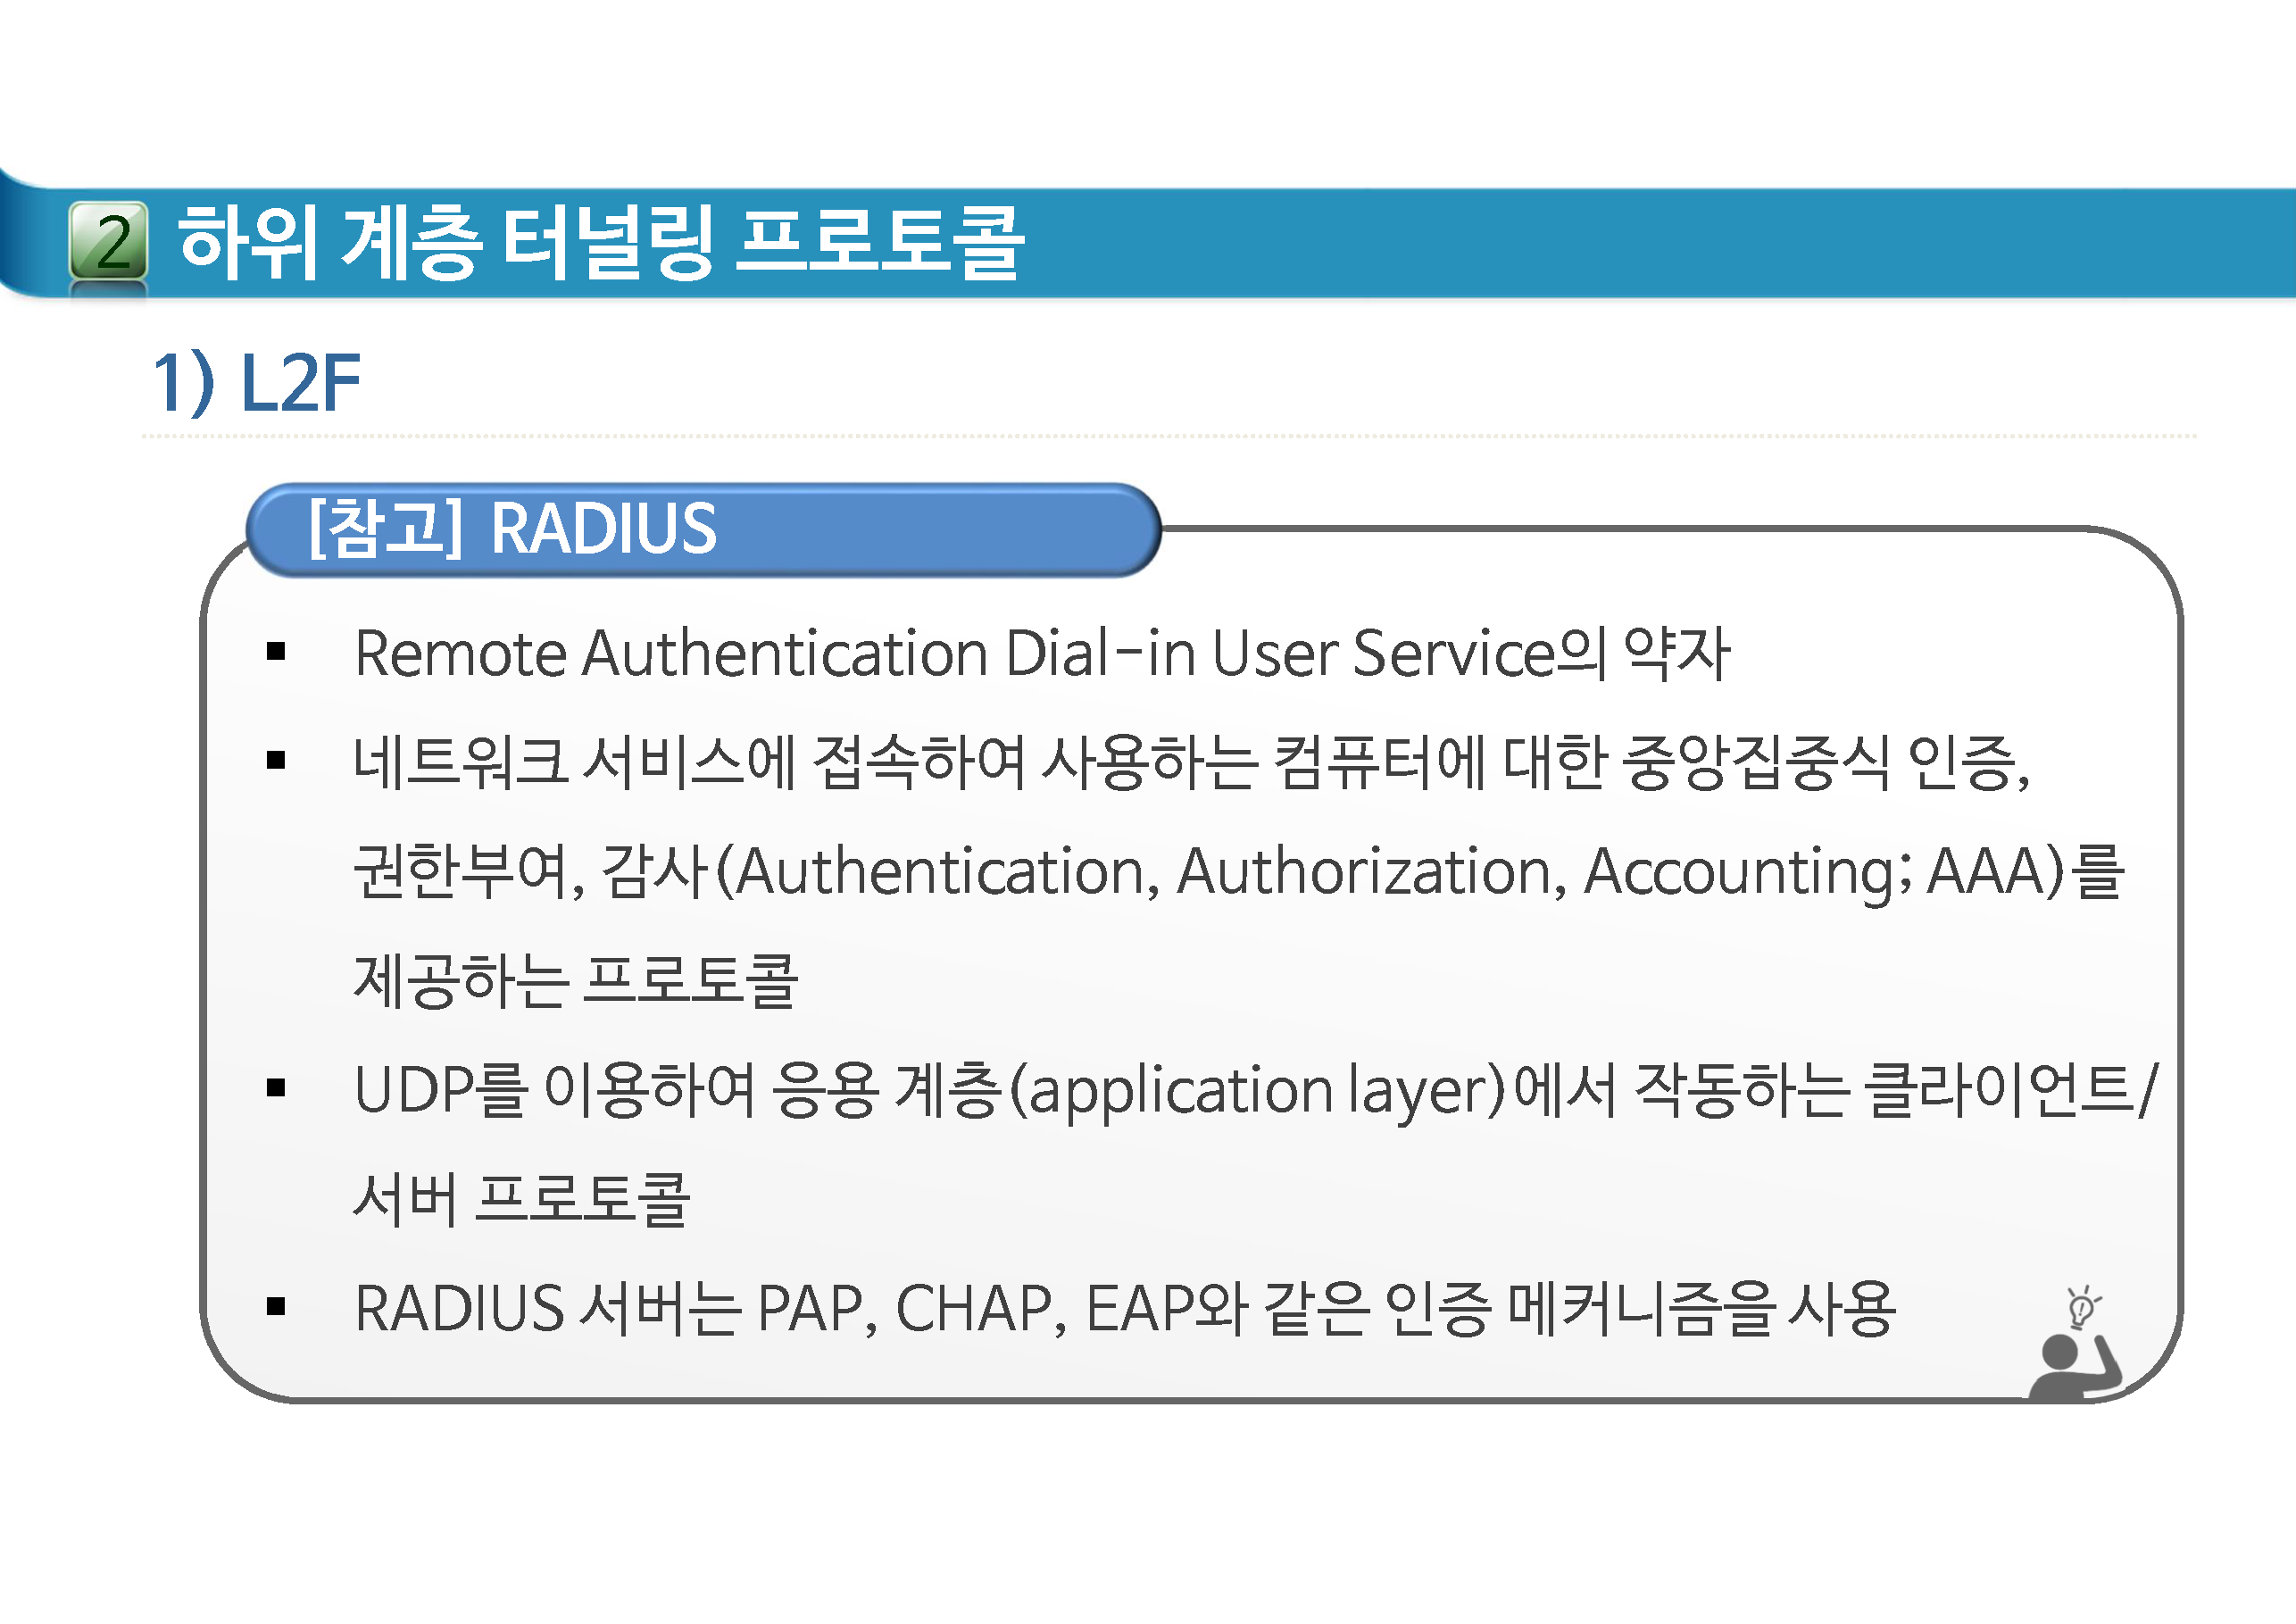 2 하위 계층 터널링 프로토콜
1) L2F
[참고] RADIUS
▪ Remote Authentication Dial-in User Service의 약자
▪ 네트워크 서비스에 접속하여 사용하는 컴퓨터에 대한 중앙집중식 인증,
권한부여, 감사(Authentication, Authorization, Accounting; AAA)를
제공하는 프로토콜
▪ UDP를 이용하여 응용 계층(application layer)에서 작동하는 클라이언트/
서버 프로토콜
▪ RADIUS 서버는 PAP, CHAP, EAP와 같은 인증 메커니즘을 사용